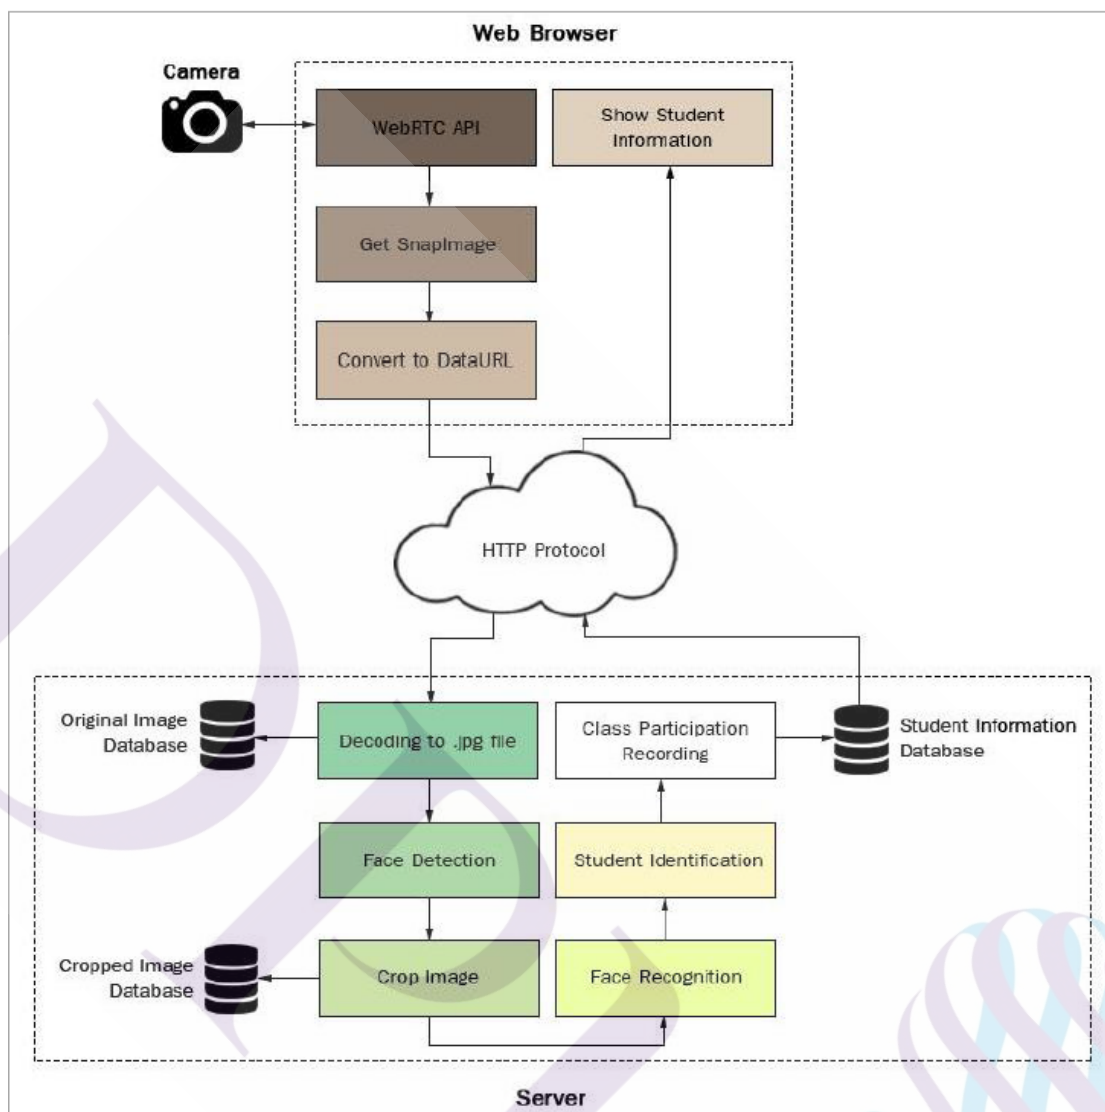 Web Browser
Camera
WebRTC API
Show Student
Information
Get SnapImage
Convert to DataURL
HTTP Protocol
Original Image
Database
Decoding to .jpg file
Class Participation
Recording
Student Information
Database
Face Detection
Student Identification
Cropped Image
Database
Crop Image
Face Recognition
Server